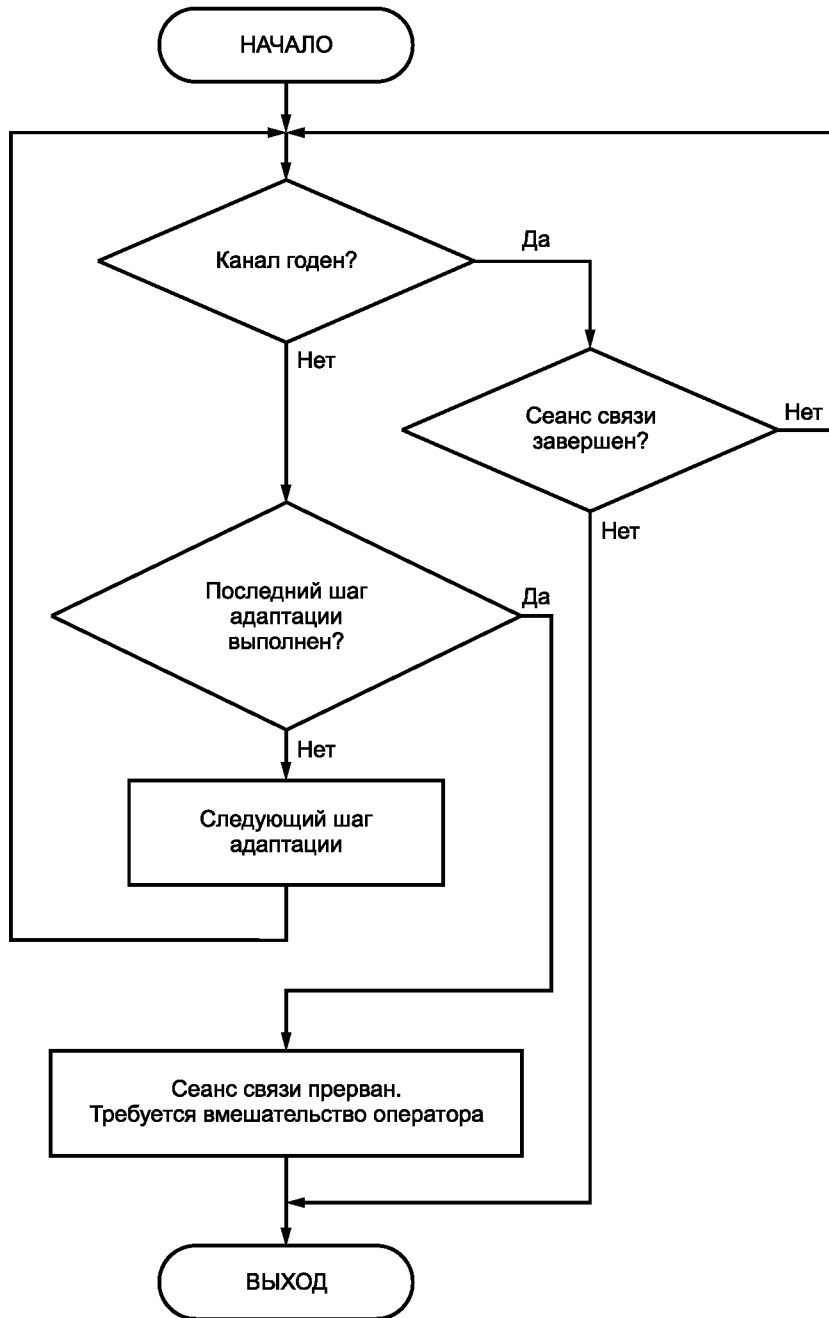 НАЧАЛО
Канал годен?
Да
Нет
Сеанс связи
завершен?
Нет
Нет
Последний шаг
адаптации
выполнен?
Да
Нет
Следующий шаг
адаптации
Сеанс связи прерван.
Требуется вмешательство оператора
ВЫХОД